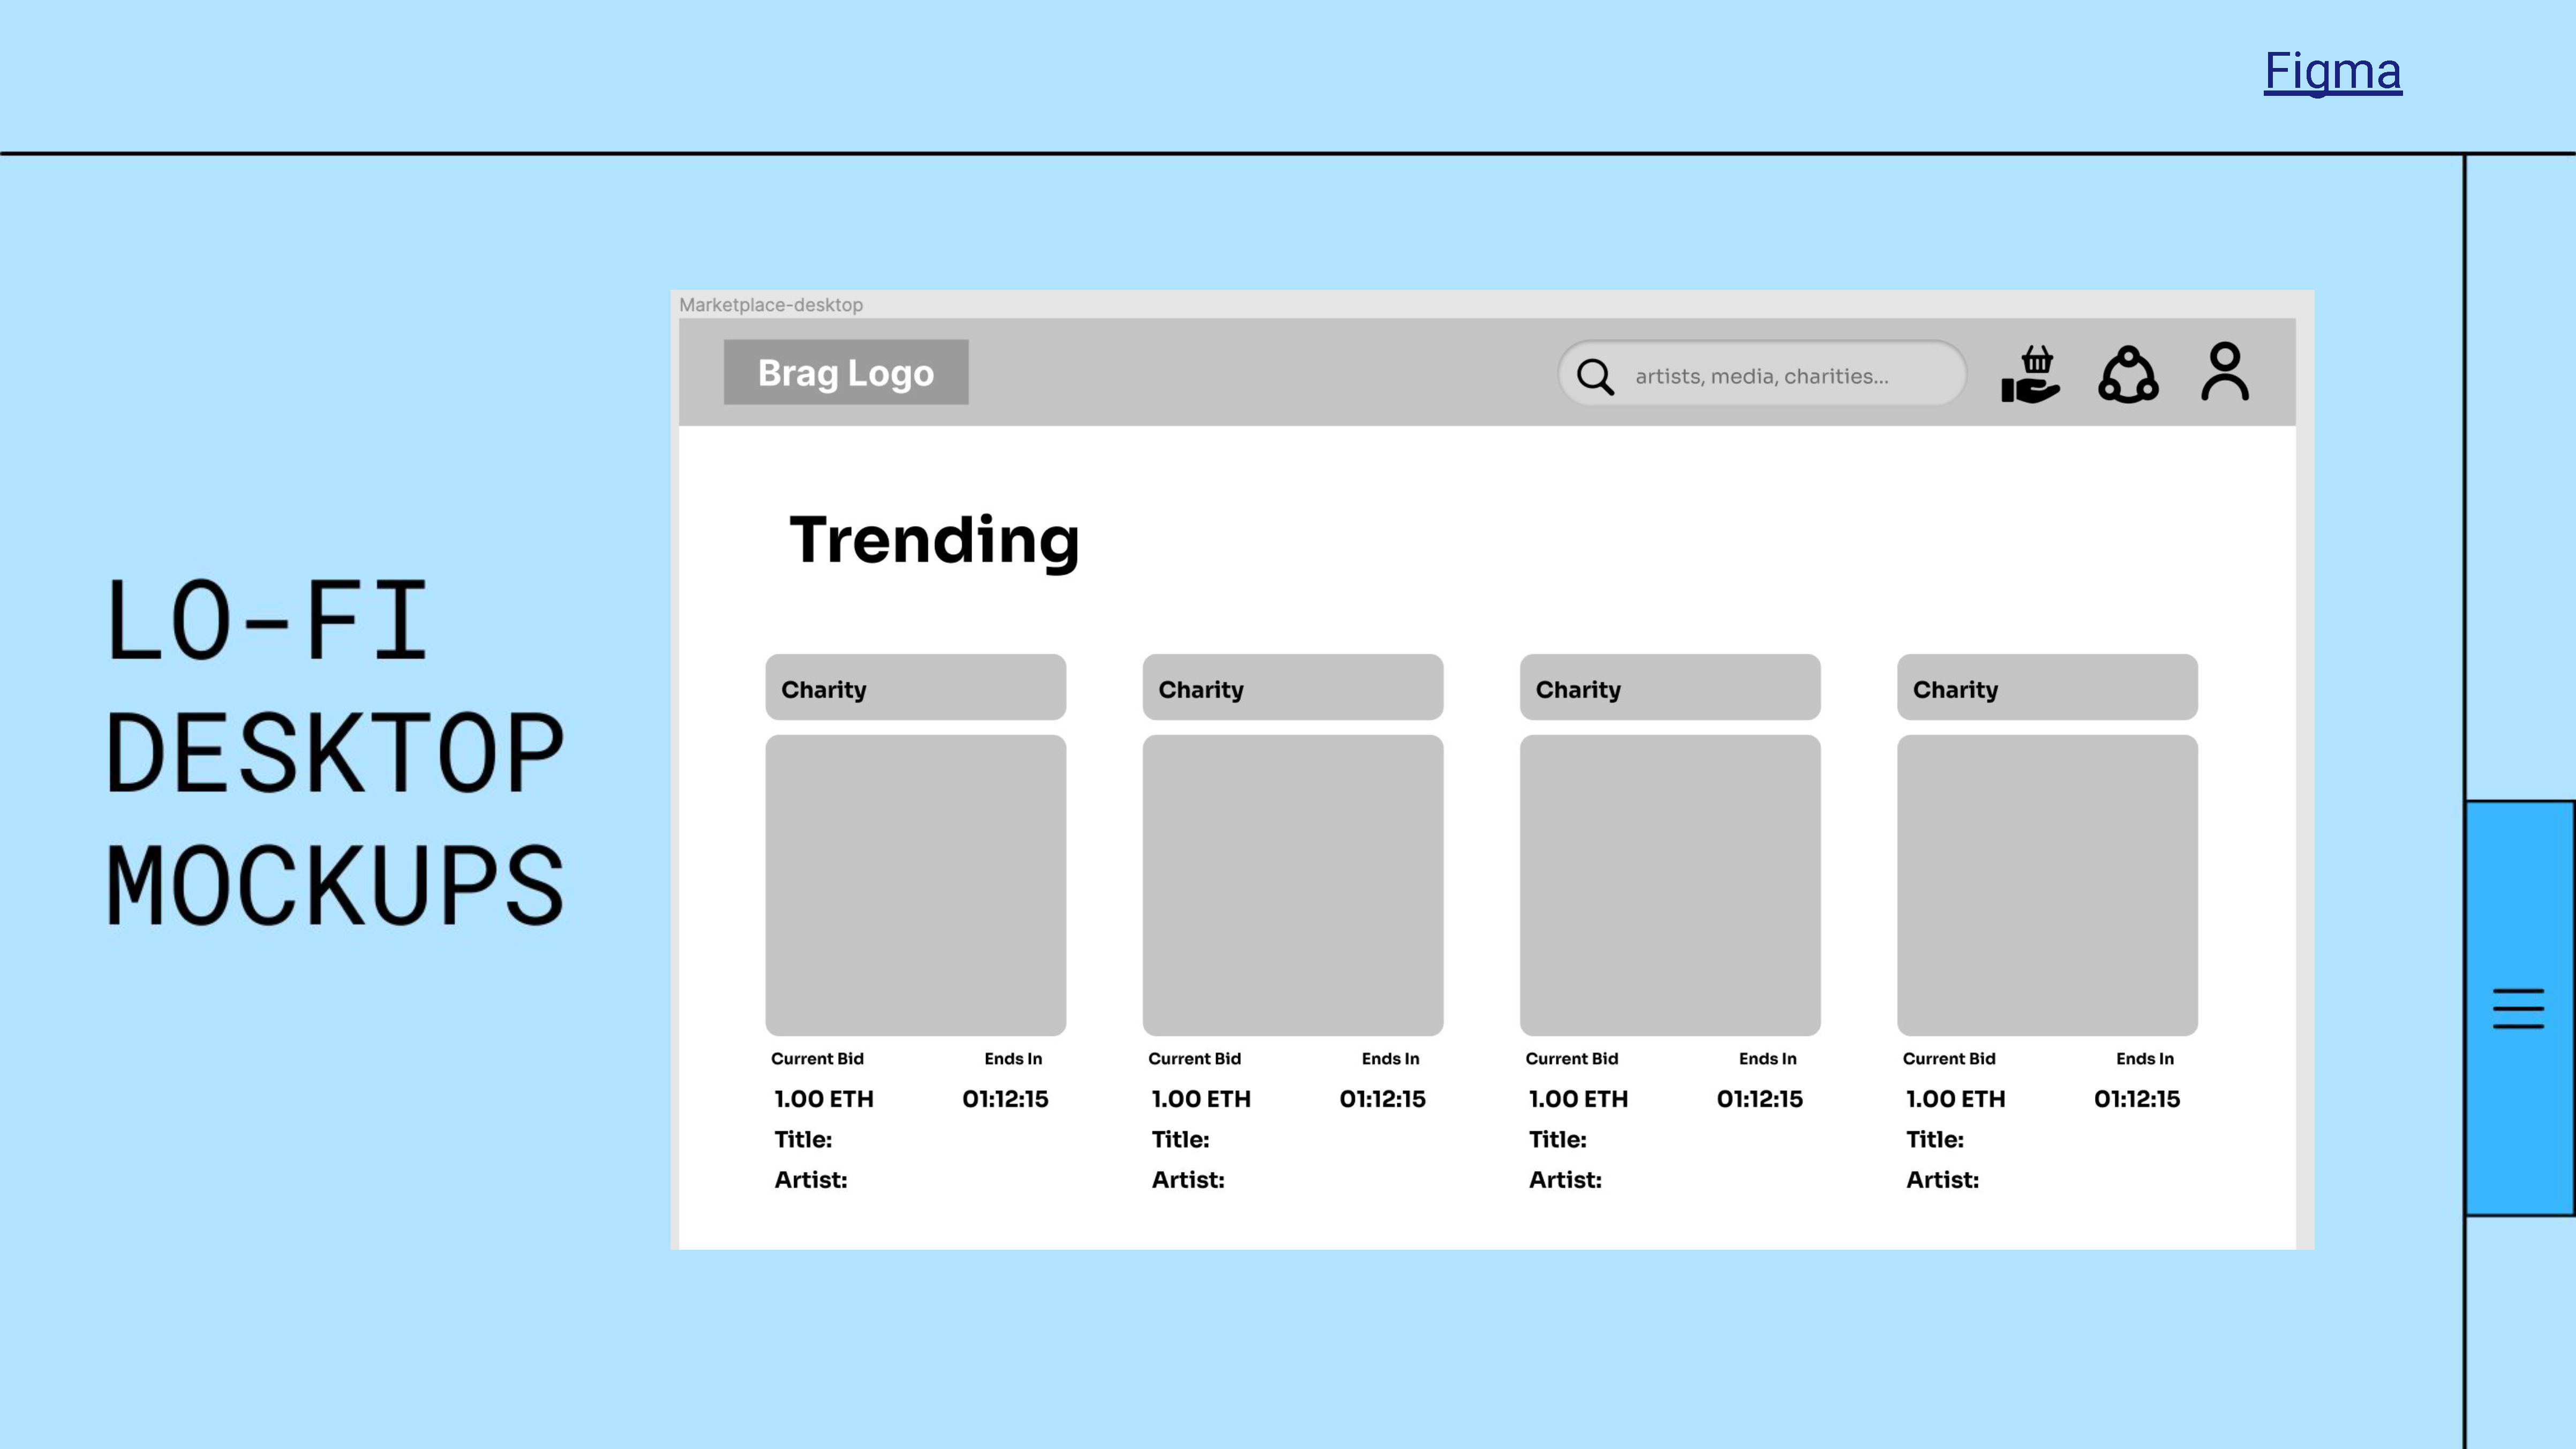 Figma
LO-FI
DESKTOP
MOCKUPS
Marketplace-desktop
Brag Logo
artists, media, charities...
Trending
Charity Charity Charity Charity
Current Bid Ends In Current Bid Ends In Current Bid Ends In Current Bid Ends In
1.00 ETH 01:12:15 1.00 ETH 01:12:15 1.00 ETH 01:12:15 1.00 ETH 01:12:15
Title: Title: Title: Title:
Artist: Artist: Artist: Artist: